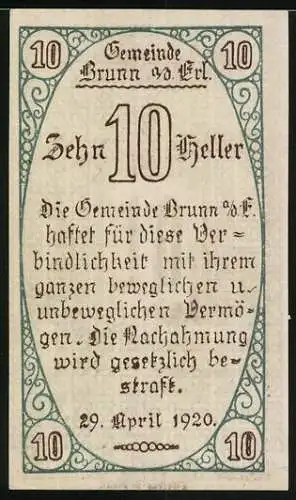 10 10
Gemeinde
Brunn a/d. Erl.
Zehn 10 Heller
Die Gemeinde Brunn a/d. E.
haftet für diese Ver=
bindlichkeit mit ihrem
ganzen beweglichen u.
unbeweglichen Vermö-
gen. Die Nachahmung
wird gesetzlich be-
straft.
29. April 1920.
10 10